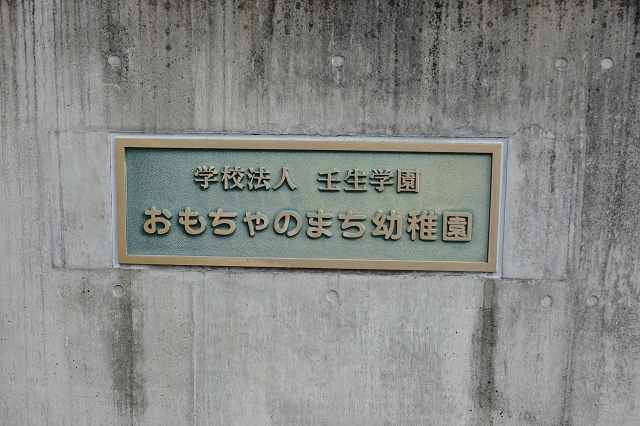 学校法人 壬生学園
おもちゃのまち幼稚園